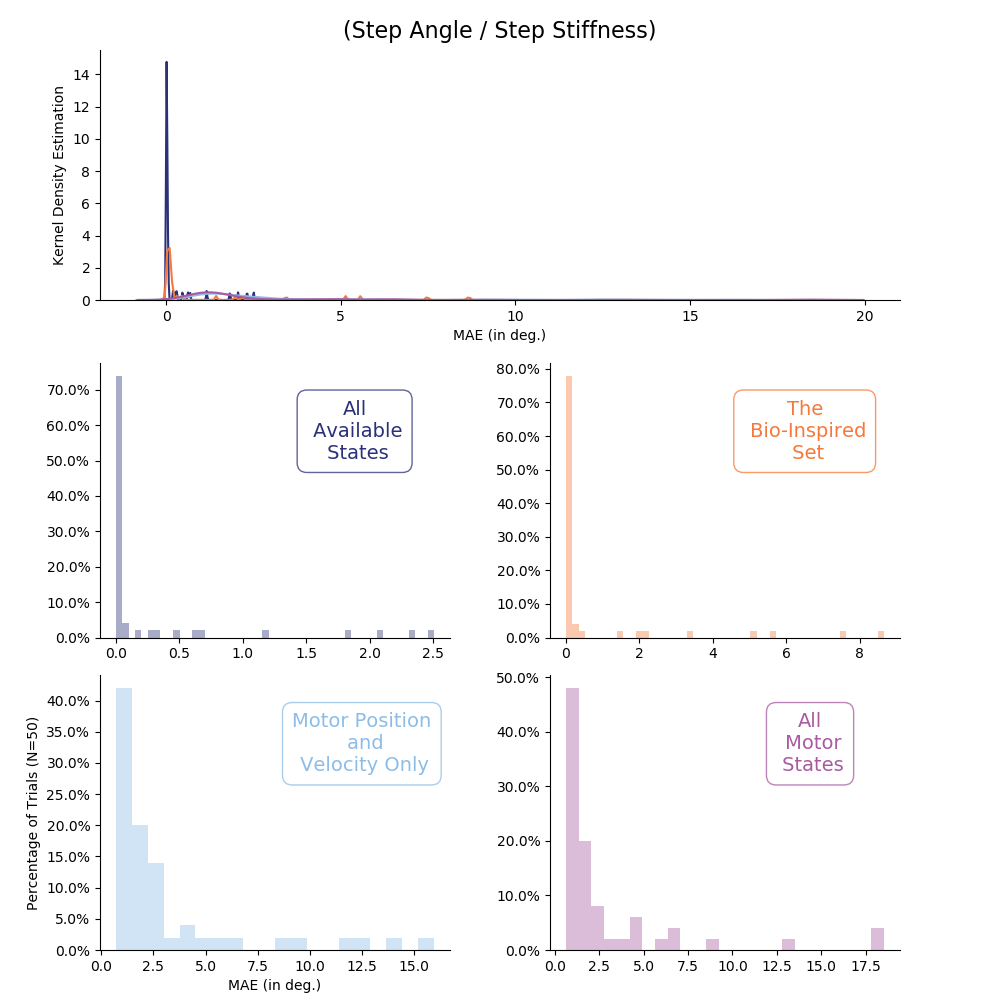 (Step Angle / Step Stiffness)
Kernel Density Estimation
14
12
10
8
6
4
2
0
0 5 10 15 20
MAE (in deg.)
70.0%
60.0%
50.0%
40.0%
30.0%
20.0%
10.0%
0.0%
0.0 0.5 1.0 1.5 2.0 2.5
All
Available
States
80.0%
70.0%
60.0%
50.0%
40.0%
30.0%
20.0%
10.0%
0.0%
0 2 4 6 8
The
Bio-Inspired
Set
Percentage of Trials (N=50)
40.0%
35.0%
30.0%
25.0%
20.0%
15.0%
10.0%
5.0%
0.0%
0.0 2.5 5.0 7.5 10.0 12.5 15.0
MAE (in deg.)
Motor Position
and
Velocity Only
50.0%
40.0%
30.0%
20.0%
10.0%
0.0%
0.0 2.5 5.0 7.5 10.0 12.5 15.0 17.5
All
Motor
States